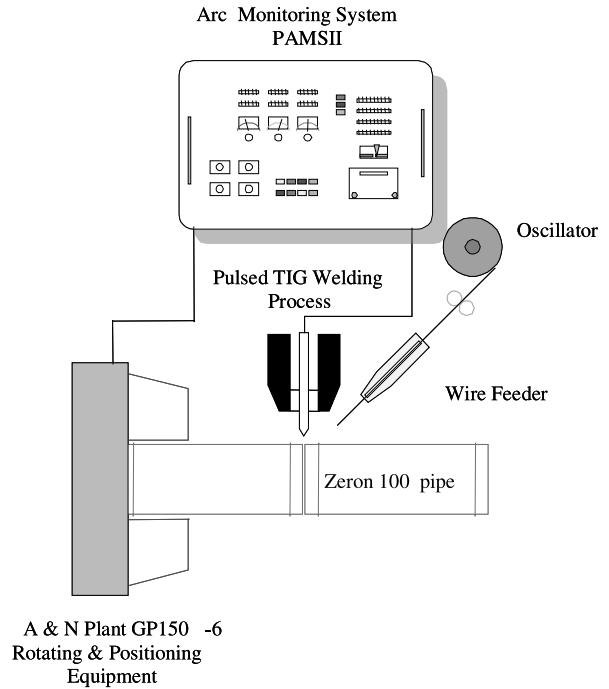 Arc Monitoring System
PAMSII
Oscillator
Pulsed TIG Welding
Process
Wire Feeder
Zeron 100 pipe
A & N Plant GP150 -6
Rotating & Positioning
Equipment